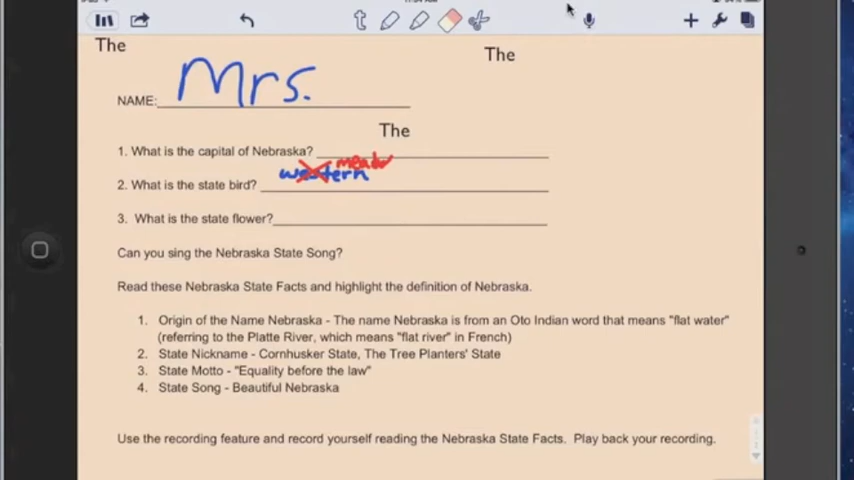 The
The
Mrs.
NAME:
The
1. What is the capital of Nebraska?
western
2. What is the state bird?
3. What is the state flower?
Can you sing the Nebraska State Song?
Read these Nebraska State Facts and highlight the definition of Nebraska.
1. Origin of the Name Nebraska - The name Nebraska is from an Oto Indian word that means "flat water"
(referring to the Platte River, which means "flat river" in French)
2. State Nickname - Cornhusker State, The Tree Planters' State
3. State Motto - "Equality before the law"
4. State Song - Beautiful Nebraska
Use the recording feature and record yourself reading the Nebraska State Facts. Play back your recording.